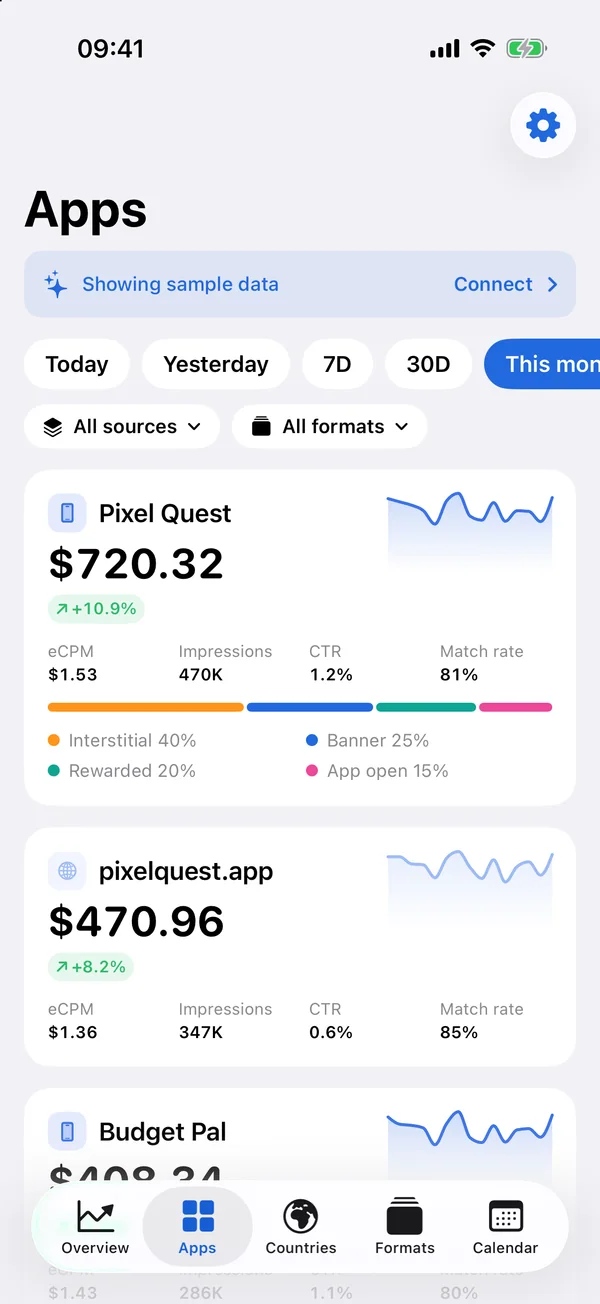 09:41
Apps
Showing sample data Connect
Today Yesterday 7D 30D This mon
All sources All formats
Pixel Quest
$720.32
+10.9%
eCPM Impressions CTR Match rate
$1.53 470K 1.2% 81%
Interstitial 40% Banner 25%
Rewarded 20% App open 15%
pixelquest.app
$470.96
+8.2%
eCPM Impressions CTR Match rate
$1.36 347K 0.6% 85%
Budget Pal
$408.34
Overview Apps Countries Formats Calendar
$1.43 286K 1.1% 80%